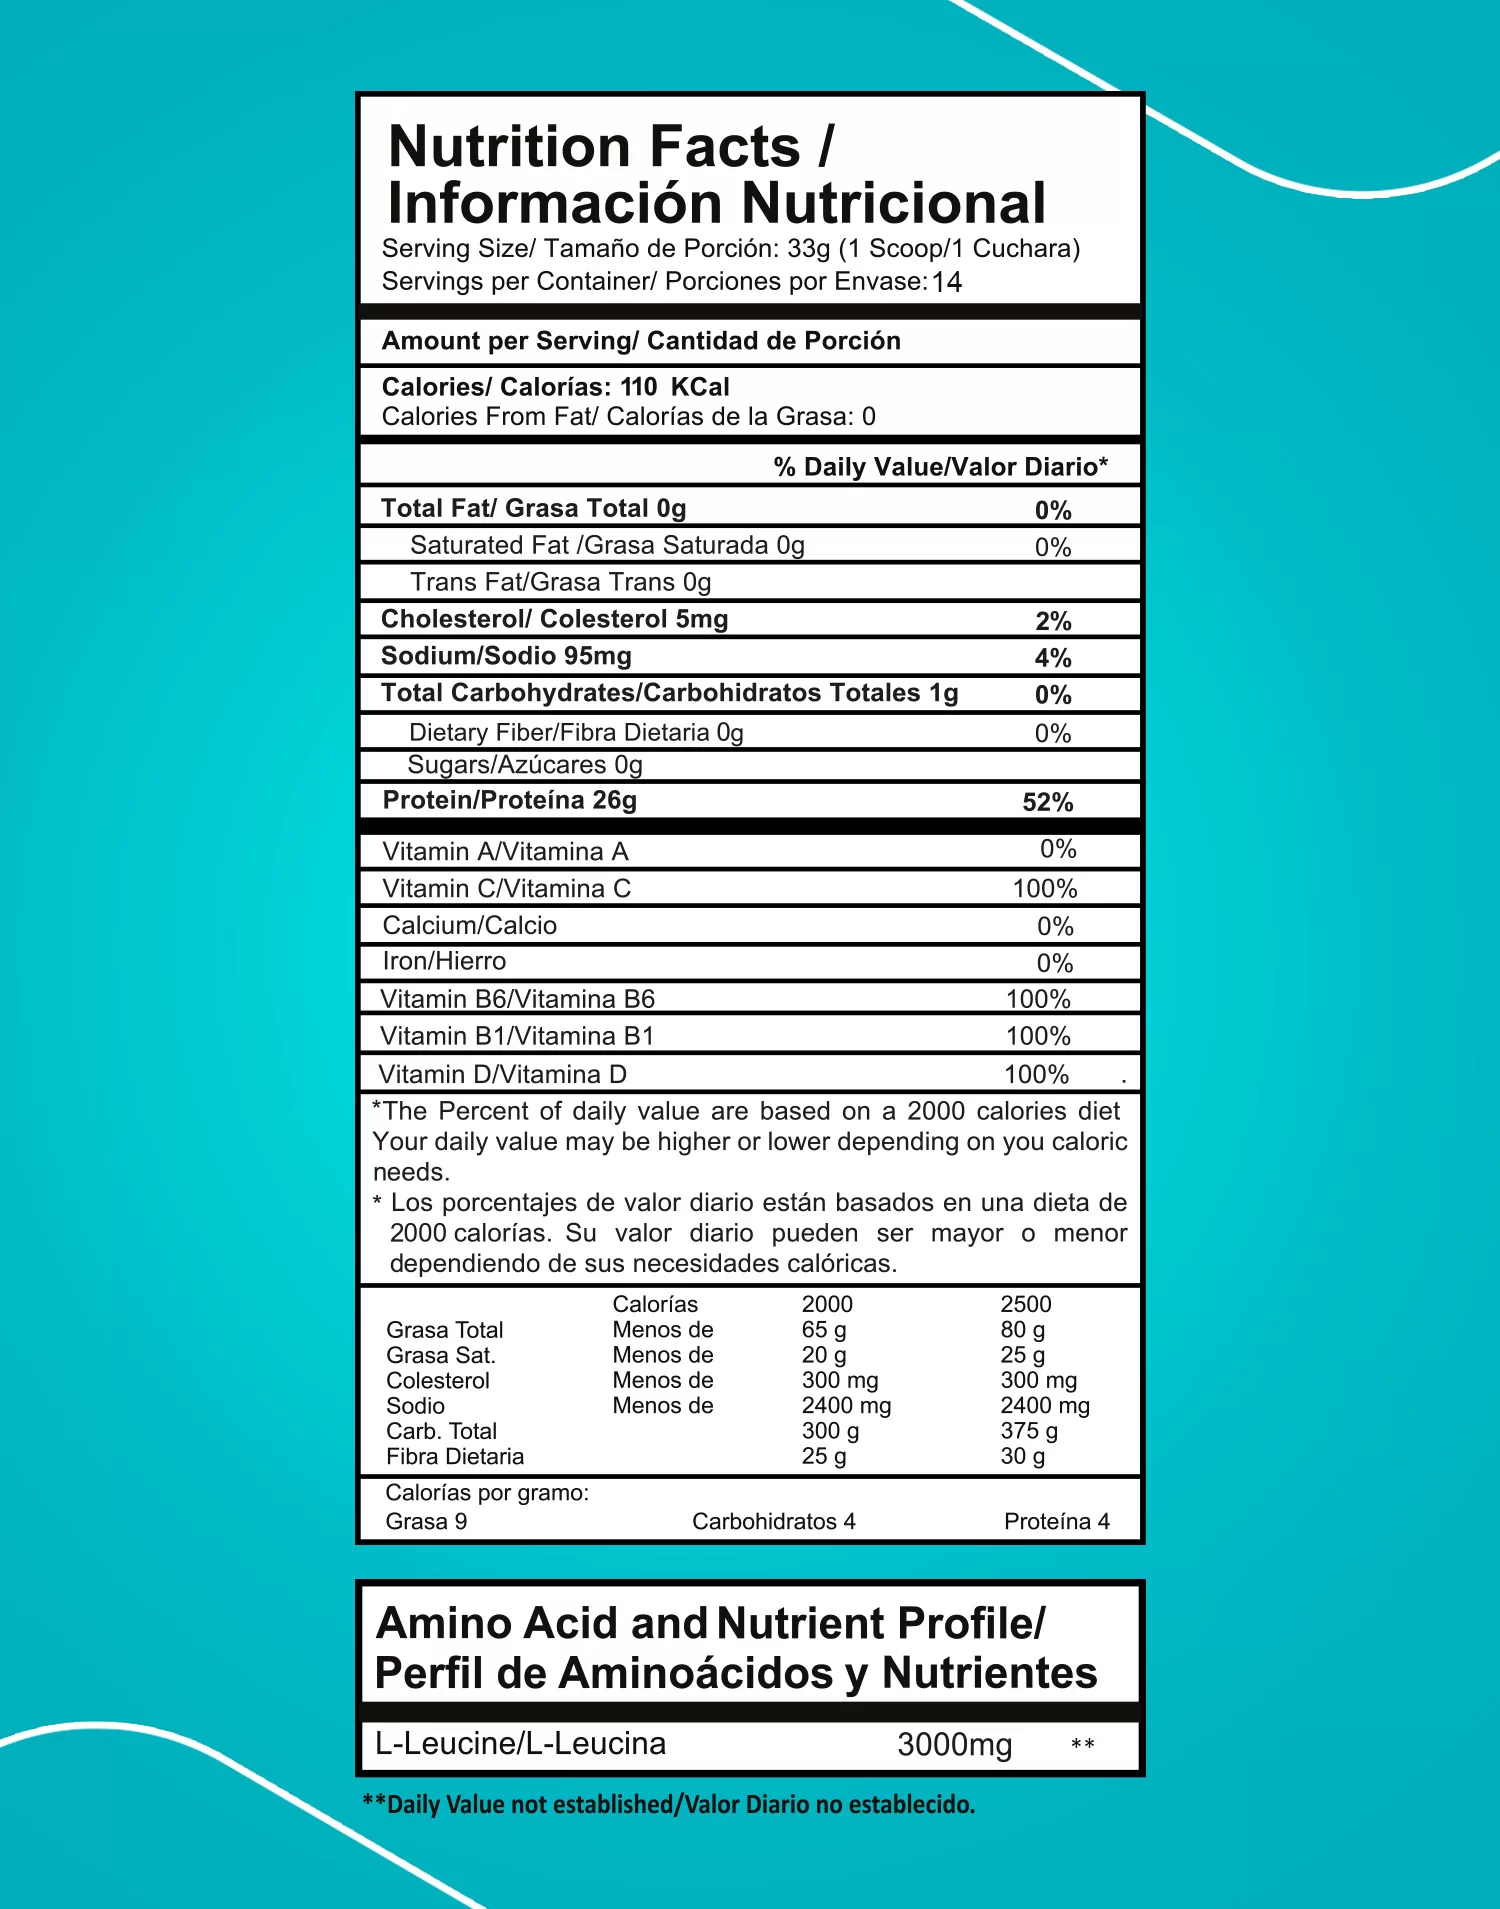 Nutrition Facts /
Información Nutricional
Serving Size/ Tamaño de Porción: 33g (1 Scoop/1 Cuchara)
Servings per Container/ Porciones por Envase:14
Amount per Serving/ Cantidad de Porción
Calories/ Calorías: 110 KCal
Calories From Fat/ Calorías de la Grasa: 0
% Daily Value/Valor Diario*
Total Fat/ Grasa Total 0g 0%
Saturated Fat /Grasa Saturada 0g 0%
Trans Fat/Grasa Trans 0g
Cholesterol/ Colesterol 5mg 2%
Sodium/Sodio 95mg 4%
Total Carbohydrates/Carbohidratos Totales 1g 0%
Dietary Fiber/Fibra Dietaria 0g 0%
Sugars/Azúcares 0g
Protein/Proteína 26g 52%
Vitamin A/Vitamina A 0%
Vitamin C/Vitamina C 100%
Calcium/Calcio 0%
Iron/Hierro 0%
Vitamin B6/Vitamina B6 100%
Vitamin B1/Vitamina B1 100%
Vitamin D/Vitamina D 100% .
*The Percent of daily value are based on a 2000 calories diet
Your daily value may be higher or lower depending on you caloric
needs.
* Los porcentajes de valor diario están basados en una dieta de
2000 calorías. Su valor diario pueden ser mayor o menor
dependiendo de sus necesidades calóricas.
Calorías 2000 2500
Grasa Total Menos de 65 g 80 g
Grasa Sat. Menos de 20 g 25 g
Colesterol Menos de 300 mg 300 mg
Sodio Menos de 2400 mg 2400 mg
Carb. Total 300 g 375 g
Fibra Dietaria 25 g 30 g
Calorías por gramo:
Grasa 9 Carbohidratos 4 Proteína 4
Amino Acid and Nutrient Profile/
Perfil de Aminoácidos y Nutrientes
L-Leucine/L-Leucina 3000mg **
**Daily Value not established/Valor Diario no establecido.